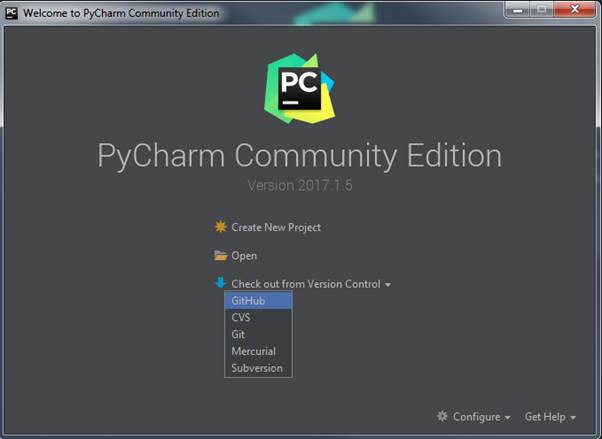 Welcome to PyCharm Community Edition
PC
PyCharm Community Edition
Version 2017.1.5
Create New Project
Open
Check out from Version Control
GitHub
CVS
Git
Mercurial
Subversion
Configure
Get Help